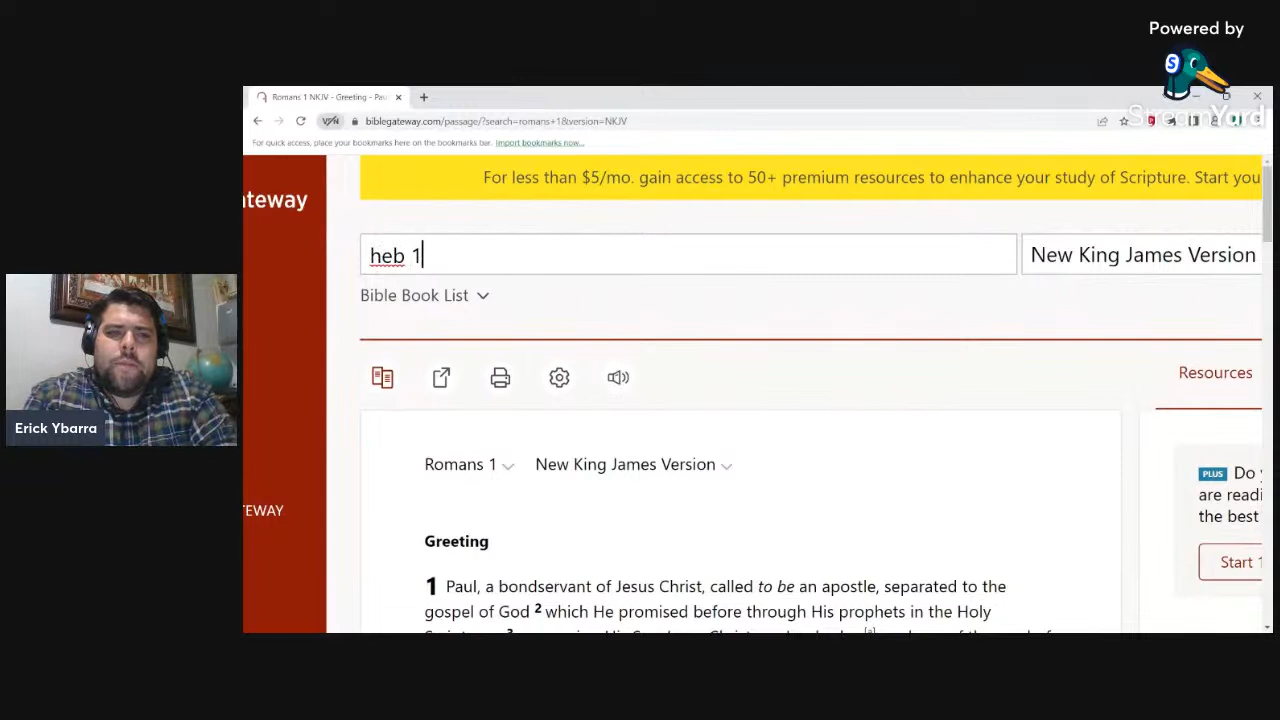 Powered by
S
StreamYard
Romans 1 NKJV - Greeting - Pau
VPN
biblegateway.com/passage/?search=romans+1&version=NKJV
For quick access, place your bookmarks here on the bookmarks bar. Import bookmarks now...
ateway
For less than $5/mo. gain access to 50+ premium resources to enhance your study of Scripture. Start you
heb 1
New King James Version
Bible Book List
Resources
Erick Ybarra
Romans 1
New King James Version
PLUS Do
are readi
the best
EWAY
Greeting
Start 1
1 Paul, a bondservant of Jesus Christ, called to be an apostle, separated to the
gospel of God 2 which He promised before through His prophets in the Holy